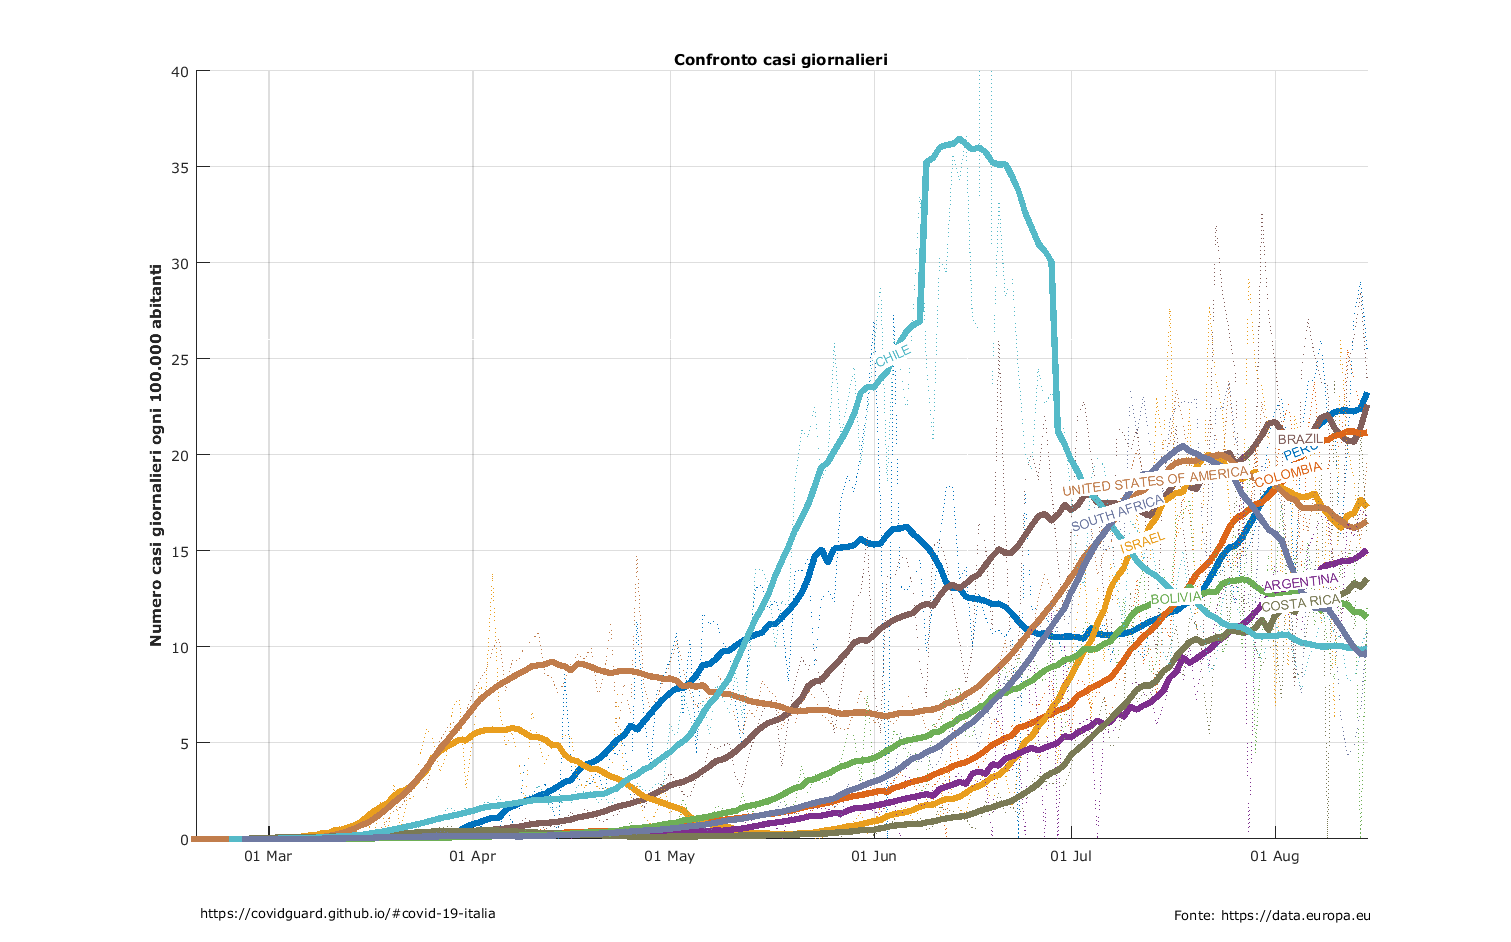 Confronto casi giornalieri
Numero casi giornalieri ogni 100.000 abitanti
40
35
30
25
20
15
10
5
0
CHILE
BRAZIL
PERU
UNITED STATES OF AMERICA
COLOMBIA
SOUTH AFRICA
ISRAEL
ARGENTINA
BOLIVIA
COSTA RICA
01 Mar
01 Apr
01 May
01 Jun
01 Jul
01 Aug
https://covidguard.github.io/#covid-19-italia
Fonte: https://data.europa.eu